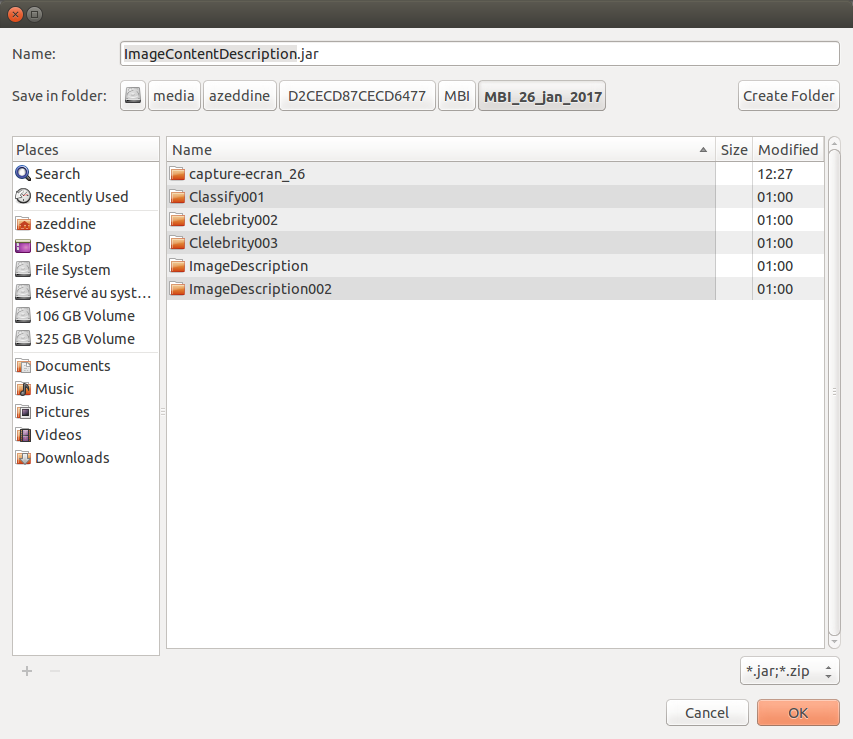 Name: ImageContentDescription.jar
Save in folder: media azeddine D2CECD87CECD6477 MBI MBI_26_jan_2017 Create Folder
Places
Search
Recently Used
azeddine
Desktop
File System
Réservé au syst...
106 GB Volume
325 GB Volume
Documents
Music
Pictures
Videos
Downloads
Name Size Modified
capture-ecran_26 12:27
Classify001 01:00
Clelebrity002 01:00
Clelebrity003 01:00
ImageDescription 01:00
ImageDescription002 01:00
*.jar;*.zip
Cancel OK